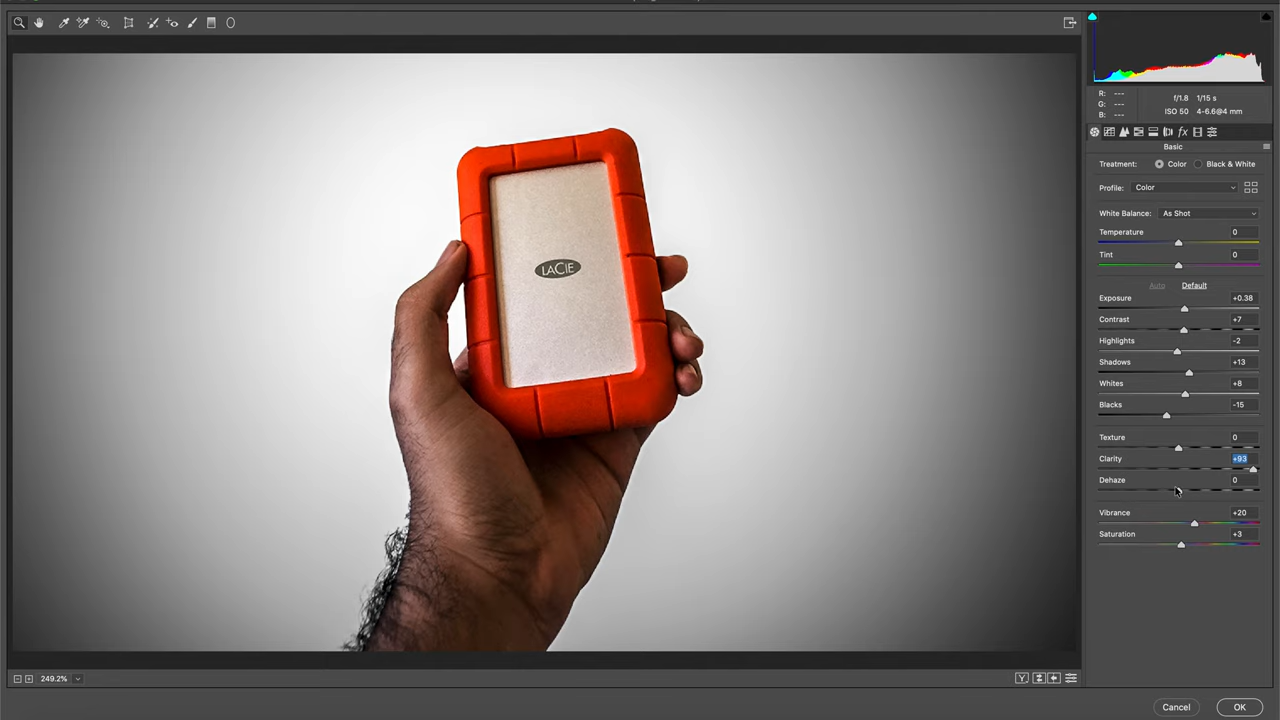 f/1.8 1/15 s
R: ---
G: ---
B: ---
ISO 50 4-6.6@4 mm
fx
Basic
Treatment: Color Black & White
Profile: Color
White Balance: As Shot
Temperature 0
Tint 0
Auto Default
Exposure +0.38
Contrast +7
Highlights -2
Shadows +13
Whites +8
Blacks -15
Texture 0
Clarity +93
Dehaze 0
Vibrance +20
Saturation +3
LACIE
249.2%
Y
Cancel OK